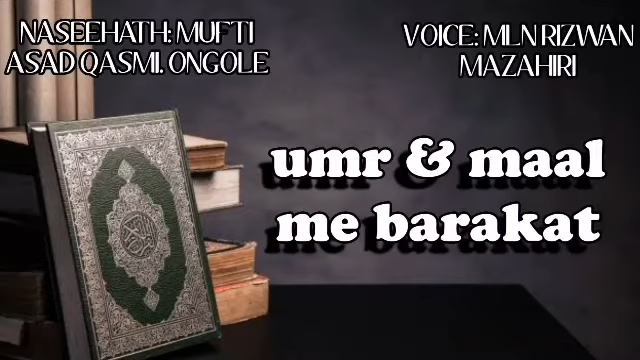 NASEEHATH: MUFTI
ASAD QASMI. ONGOLE
VOICE: MLN RIZWAN
MAZAHIRI
umr & maal
me barakat